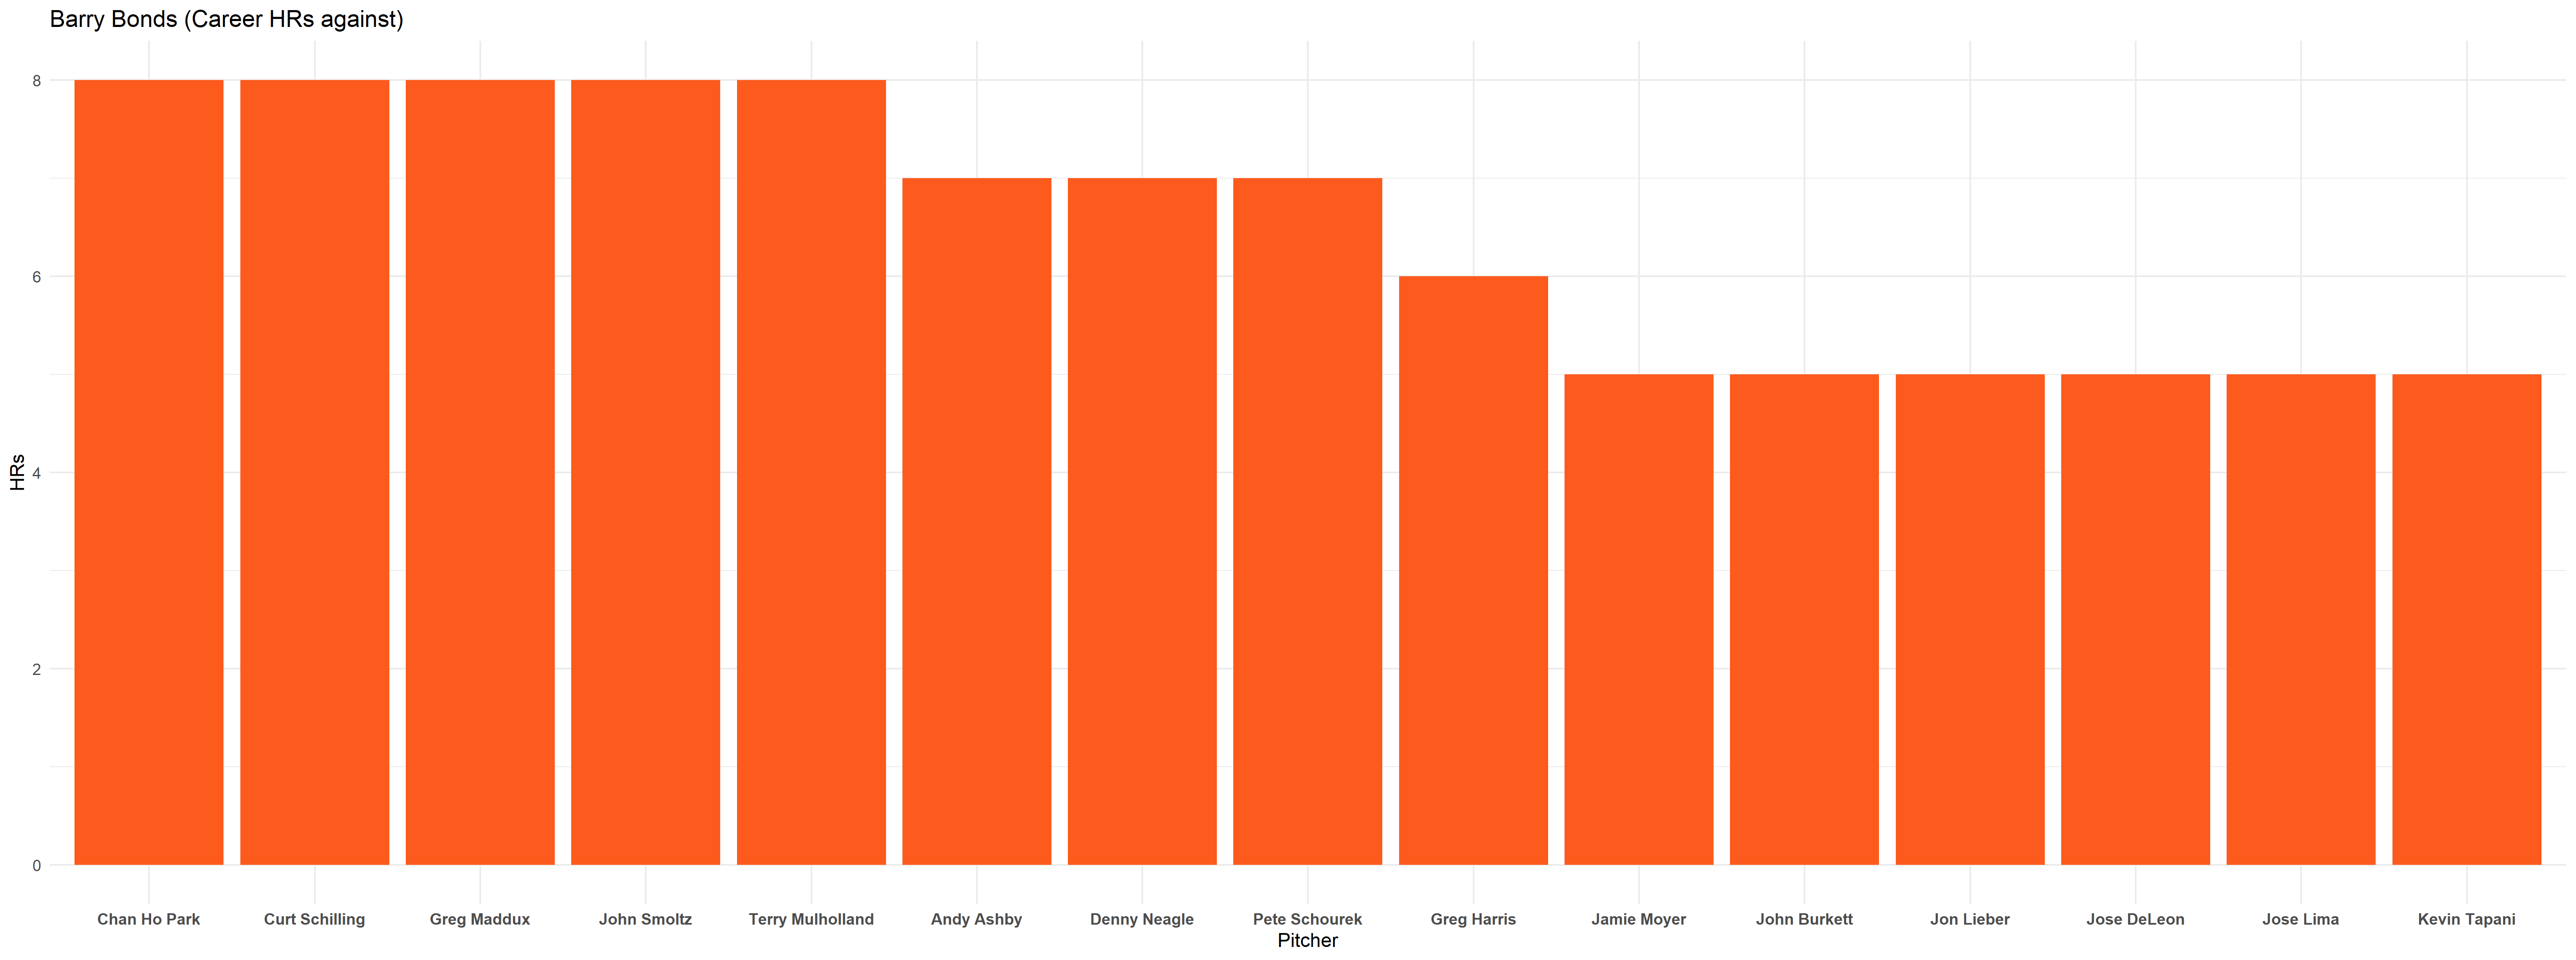 Barry Bonds (Career HRs against)
8
6
4
2
0
HRs
Chan Ho Park
Curt Schilling
Greg Maddux
John Smoltz
Terry Mulholland
Andy Ashby
Denny Neagle
Pete Schourek
Greg Harris
Jamie Moyer
John Burkett
Jon Lieber
Jose DeLeon
Jose Lima
Kevin Tapani
Pitcher